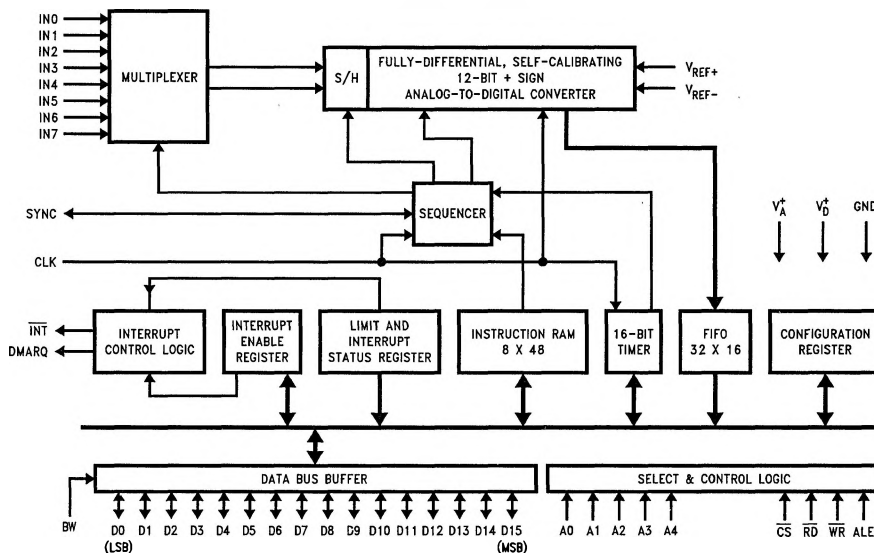 IN0
IN1
IN2
IN3
IN4
IN5
IN6
IN7
MULTIPLEXER
S/H
FULLY-DIFFERENTIAL, SELF-CALIBRATING
12-BIT + SIGN
ANALOG-TO-DIGITAL CONVERTER
VREF+
VREF-
SYNC
SEQUENCER
CLK
VA+
VD+
GND
INT
DMARQ
INTERRUPT
CONTROL LOGIC
INTERRUPT
ENABLE
REGISTER
LIMIT AND
INTERRUPT
STATUS REGISTER
INSTRUCTION RAM
8 X 48
16-BIT
TIMER
FIFO
32 X 16
CONFIGURATION
REGISTER
DATA BUS BUFFER
SELECT & CONTROL LOGIC
BW
D0 D1 D2 D3 D4 D5 D6 D7 D8 D9 D10 D11 D12 D13 D14 D15
(LSB) (MSB)
A0 A1 A2 A3 A4
CS RD WR ALE